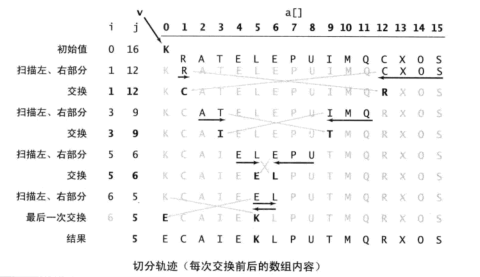 v a[]
i j 0 1 2 3 4 5 6 7 8 9 10 11 12 13 14 15
初始值 0 16 K R A T E L E P U I M Q C X O S
扫描左、右部分 1 12 K R A T E L E P U I M Q C X O S
交换 1 12 K C A T E L E P U I M Q R X O S
扫描左、右部分 3 9 K C A T E L E P U I M Q R X O S
交换 3 9 K C A I E L E P U T M Q R X O S
扫描左、右部分 5 6 K C A I E L E P U T M Q R X O S
交换 5 6 K C A I E E L P U T M Q R X O S
扫描左、右部分 6 5 K C A I E E L P U T M Q R X O S
最后一次交换 6 5 E C A I E K L P U T M Q R X O S
结果 5 E C A I E K L P U T M Q R X O S
切分轨迹（每次交换前后的数组内容）